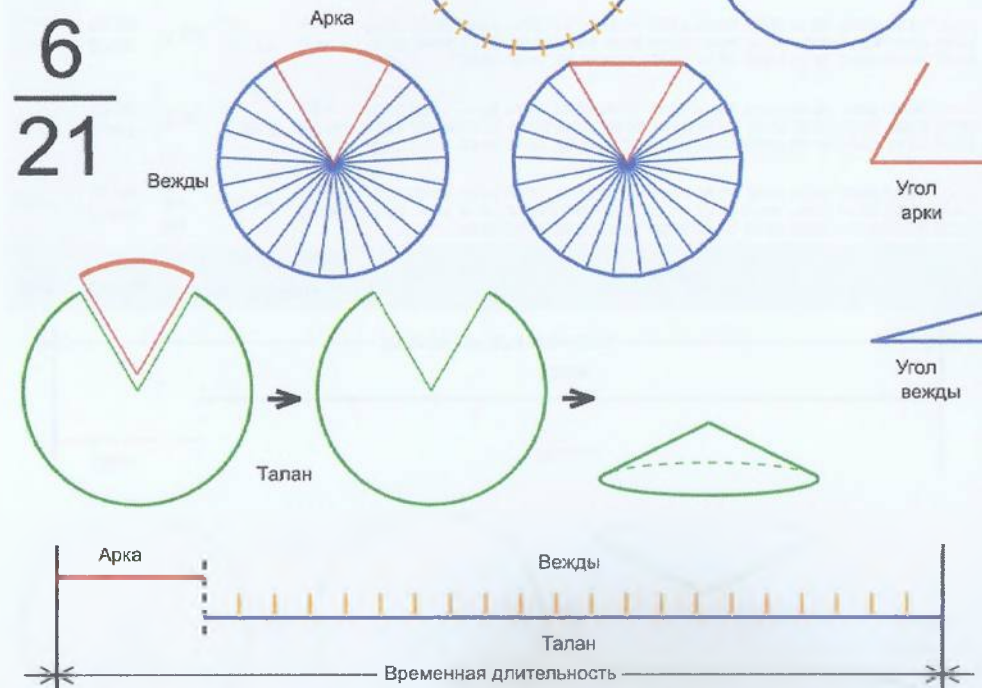 Арка
6
21
Вежды
Угол
арки
Угол
вежды
Талан
Арка
Вежды
Талан
Временная длительность